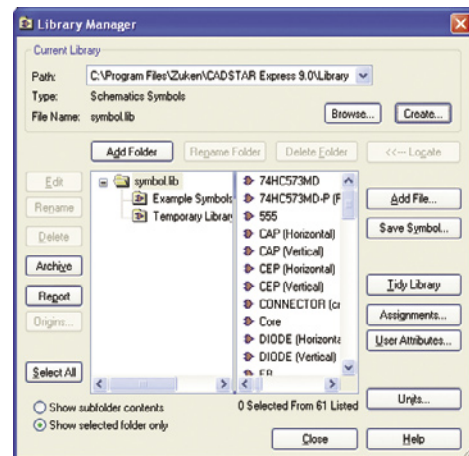 Library Manager
Current Library
Path: C:\Program Files\Zuken\CADSTAR Express 9.0\Library
Type: Schematics Symbols
File Name: symbol.lib
Browse... Create...
Add Folder Rename Folder Delete Folder <<-- Locate
Edit
Rename
Delete
Archive
Report
Origins...
Select All
symbol.lib
Example Symbols
Temporary Library
74HC573MD
74HC573MD-P (F
555
CAP (Horizontal)
CAP (Vertical)
CEP (Horizontal)
CEP (Vertical)
CONNECTOR (cr
Core
DIODE (Horizonta
DIODE (Vertical)
Add File...
Save Symbol...
Tidy Library
Assignments...
User Attributes...
Units...
Show subfolder contents
Show selected folder only
0 Selected From 61 Listed
Close Help